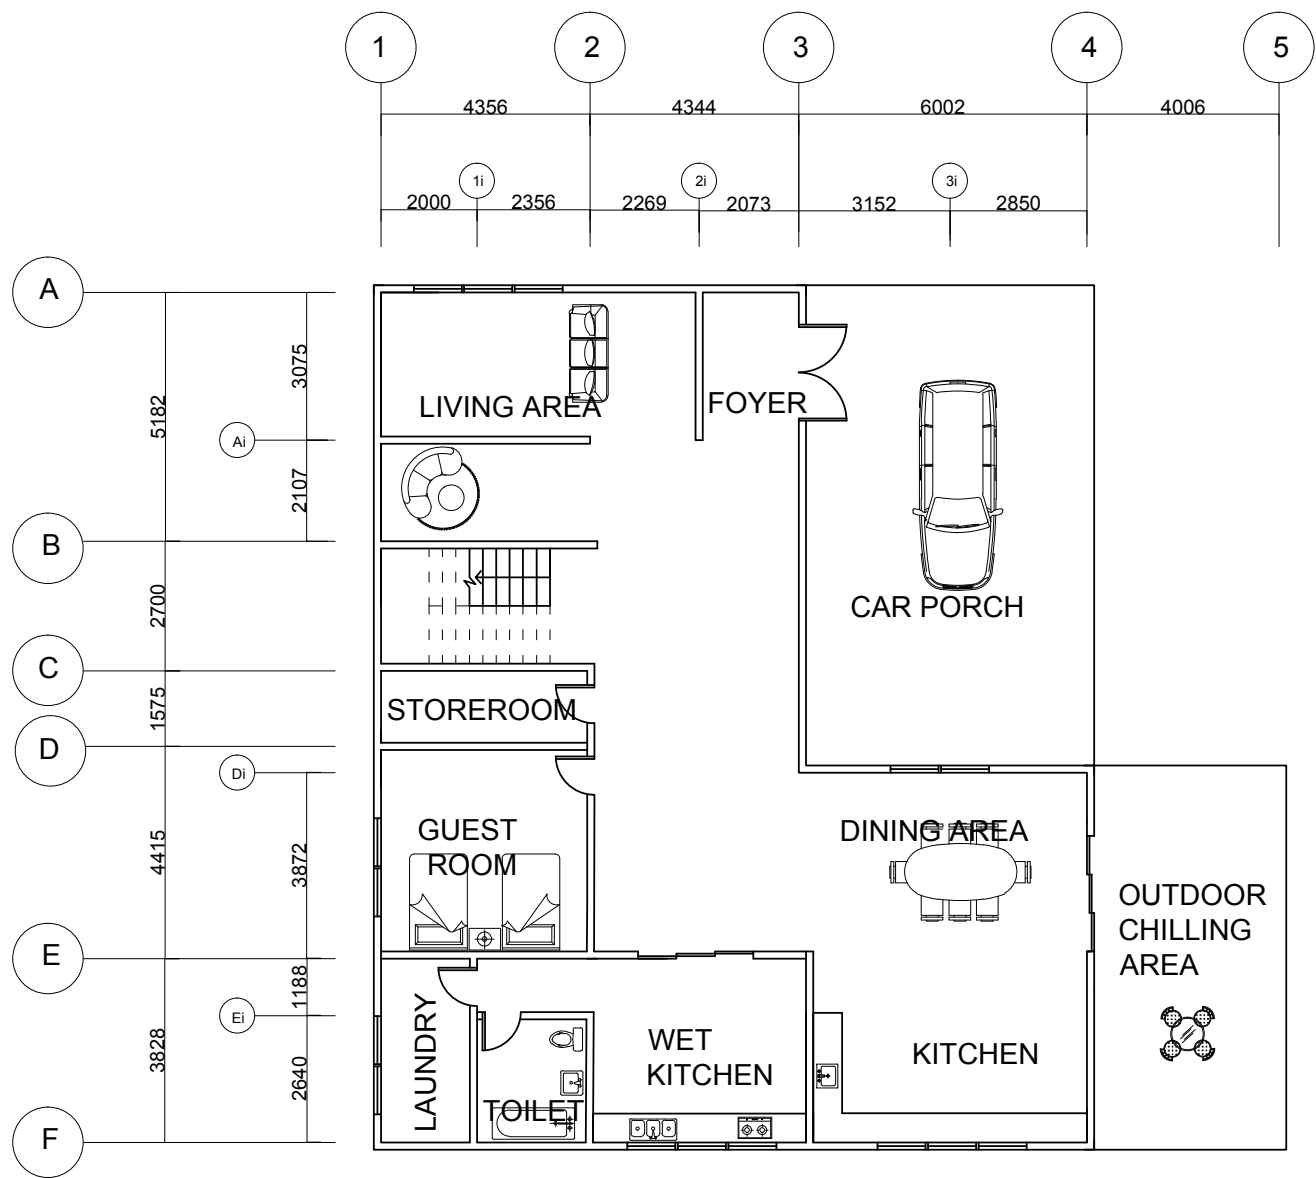 1 2 3 4 5
4356 4344 6002 4006
1i 2i 3i
2000 2356 2269 2073 3152 2850
A
3075
5182
LIVING AREA
FOYER
Ai
2107
B
2700
CAR PORCH
C
1575
STOREROOM
D
Di
GUEST
ROOM
DINING AREA
4415
3872
OUTDOOR
CHILLING
AREA
E
1188
Ei
3828
2640
LAUNDRY
WET
KITCHEN
KITCHEN
TOILET
F